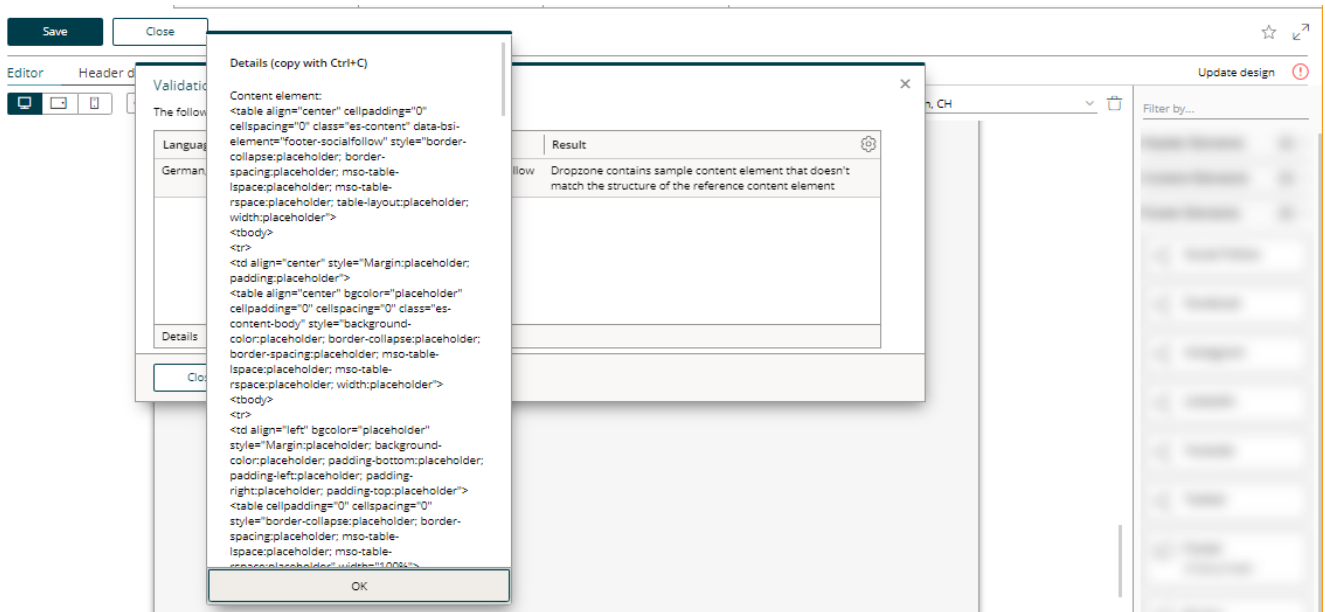 Save
Close
Editor
Header d
Update design
Validatio
n, CH
Filter by...
The follow
Languag
Result
German,
llow
Dropzone contains sample content element that doesn't
match the structure of the reference content element
Details
Clos
Details (copy with Ctrl+C)
Content element:
<table align="center" cellpadding="0"
cellspacing="0" class="es-content" data-bsi-
element="footer-socialfollow" style="border-
collapse:placeholder; border-
spacing:placeholder; mso-table-
lspace:placeholder; mso-table-
rspace:placeholder; table-layout:placeholder;
width:placeholder">
<tbody>
<tr>
<td align="center" style="Margin:placeholder;
padding:placeholder">
<table align="center" bgcolor="placeholder"
cellpadding="0" cellspacing="0" class="es-
content-body" style="background-
color:placeholder; border-collapse:placeholder;
border-spacing:placeholder; mso-table-
lspace:placeholder; mso-table-
rspace:placeholder; width:placeholder">
<tbody>
<tr>
<td align="left" bgcolor="placeholder"
style="Margin:placeholder; background-
color:placeholder; padding-bottom:placeholder;
padding-left:placeholder; padding-
right:placeholder; padding-top:placeholder">
<table cellpadding="0" cellspacing="0"
style="border-collapse:placeholder; border-
spacing:placeholder; mso-table-
lspace:placeholder; mso-table-
rspace:placeholder" width="100%">
OK